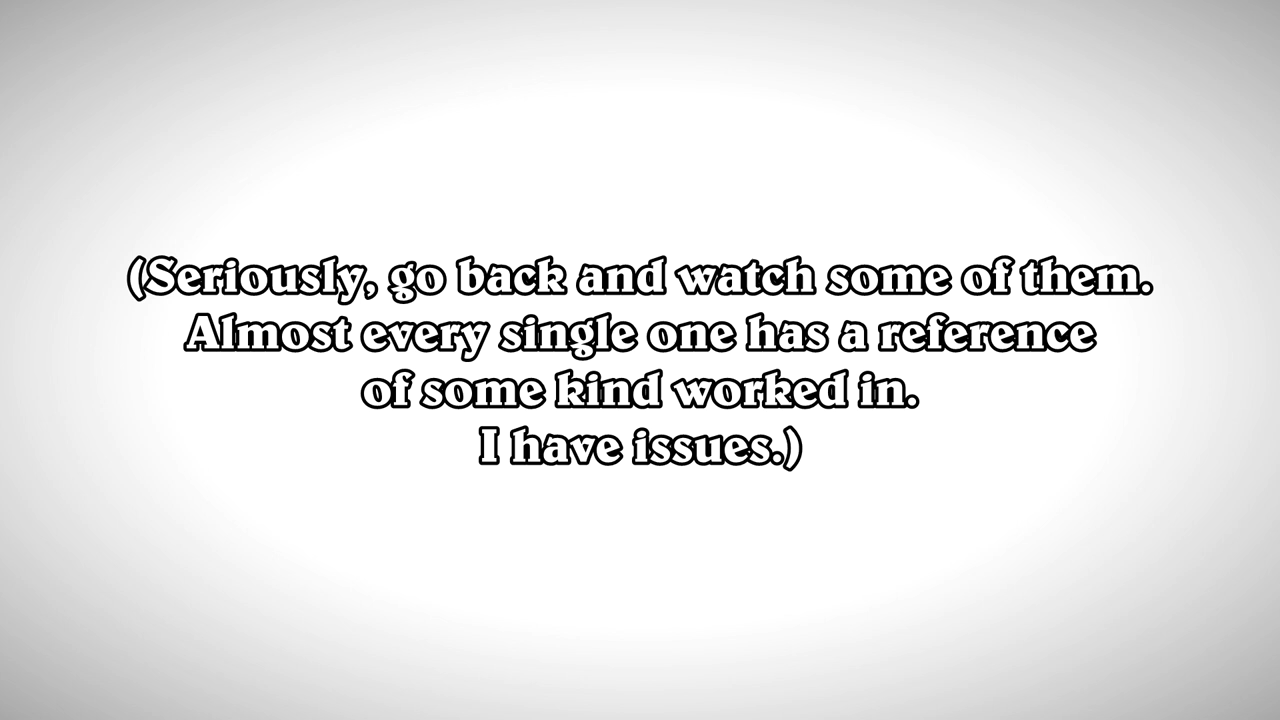 (Seriously, go back and watch some of them.
Almost every single one has a reference
of some kind worked in.
I have issues.)